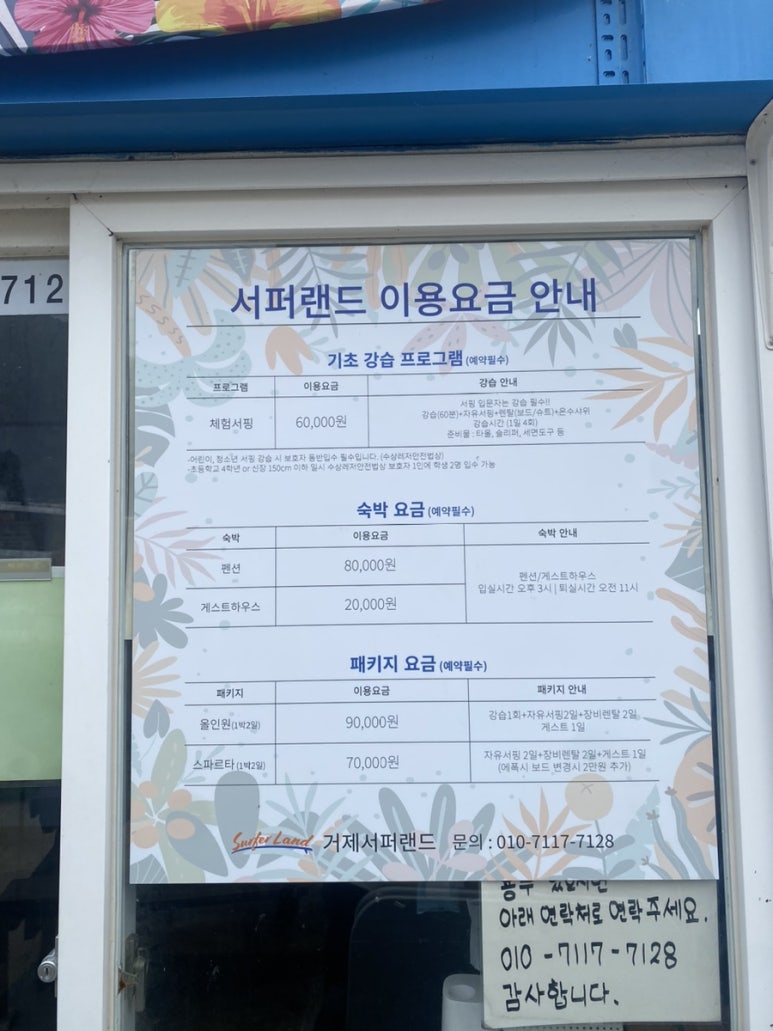 712
서퍼랜드 이용요금 안내
기초 강습 프로그램 (예약필수)
프로그램 이용요금 강습 안내
체험서핑 60,000원
서핑 입문자는 강습 필수!!
강습(60분)+자유서핑+렌탈(보드/슈트)+온수샤워
강습시간 (1일 4회)
준비물 : 타올, 슬리퍼, 세면도구 등
-어린이, 청소년 서핑 강습 시 보호자 동반입수 필수입니다. (수상레저안전법상)
-초등학교 4학년 or 신장 150cm 이하 일시 수상레저안전법상 보호자 1인에 학생 2명 입수 가능
숙박 요금 (예약필수)
숙박 이용요금 숙박 안내
펜션 80,000원
게스트하우스 20,000원
펜션/게스트하우스
입실시간 오후 3시 | 퇴실시간 오전 11시
패키지 요금 (예약필수)
패키지 이용요금 패키지 안내
올인원 (1박2일) 90,000원
강습1회+자유서핑2일+장비렌탈 2일
게스트 1일
스파르타 (1박2일) 70,000원
자유서핑 2일+장비렌탈 2일+게스트 1일
(에폭시 보드 변경시 2만원 추가)
Surfer Land 거제서퍼랜드 문의 : 010-7117-7128
아래 연락처로 연락주세요.
010-7117-7128
감사합니다.